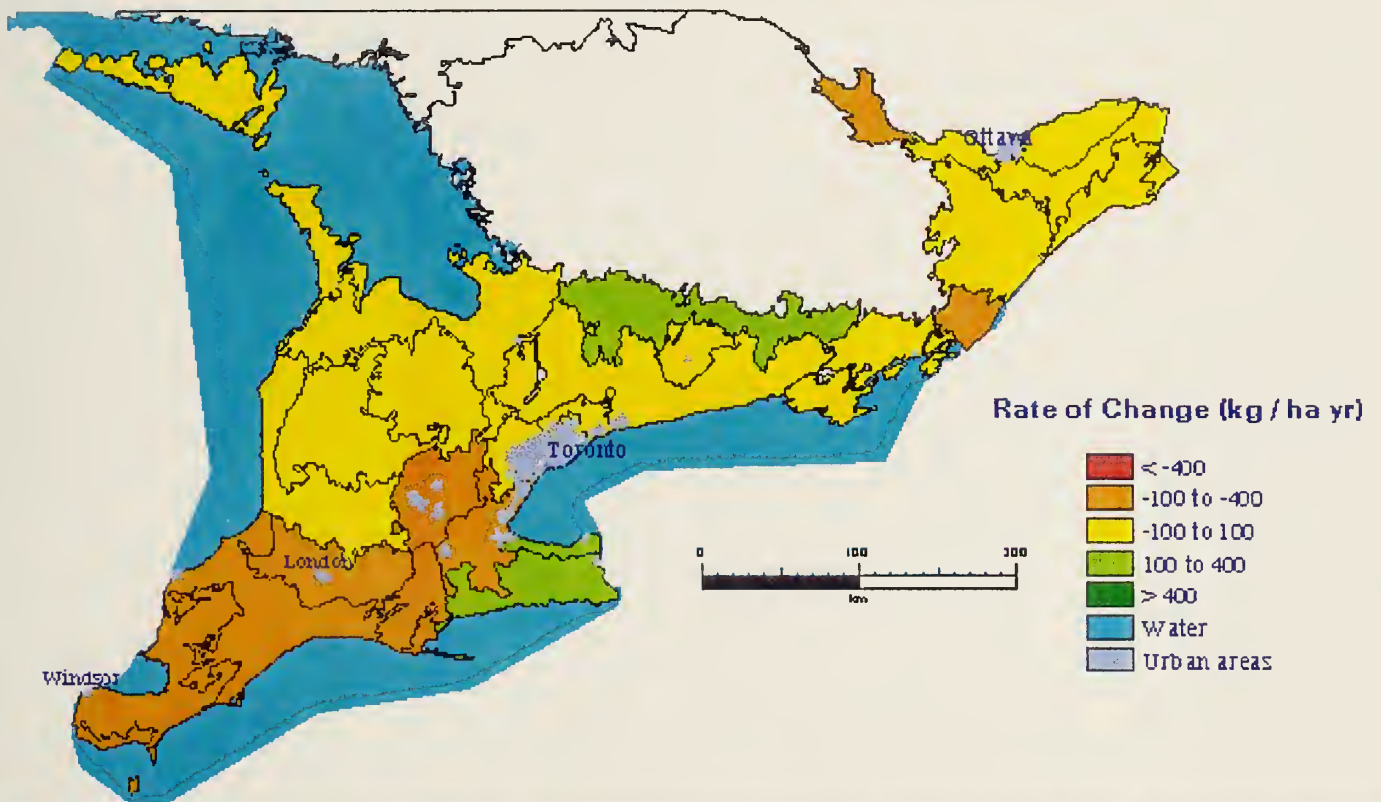 Ottawa
Toronto
London
Windsor
0 100 300
km
Rate of Change (kg / ha yr)
< -400
-100 to -400
-100 to 100
100 to 400
> 400
Water
Urban areas